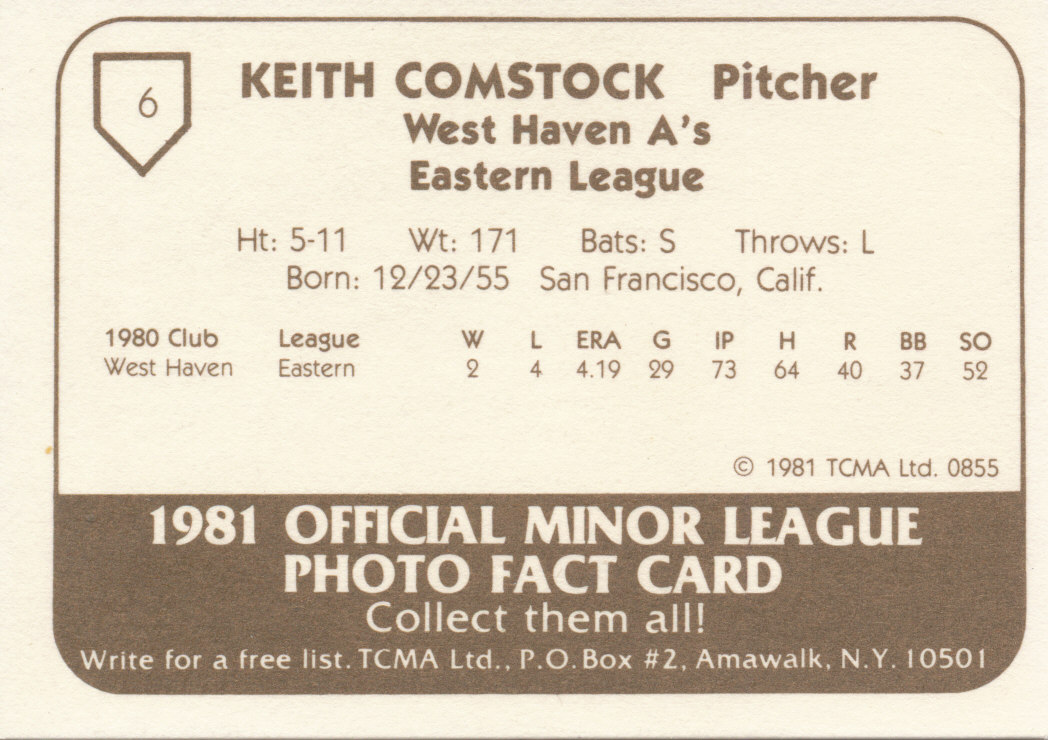 6
KEITH COMSTOCK Pitcher
West Haven A's
Eastern League
Ht: 5-11 Wt: 171 Bats: S Throws: L
Born: 12/23/55 San Francisco, Calif.
1980 Club League W L ERA G IP H R BB SO
West Haven Eastern 2 4 4.19 29 73 64 40 37 52
© 1981 TCMA Ltd. 0855
1981 OFFICIAL MINOR LEAGUE
PHOTO FACT CARD
Collect them all!
Write for a free list. TCMA Ltd., P.O. Box #2, Amawalk, N.Y. 10501